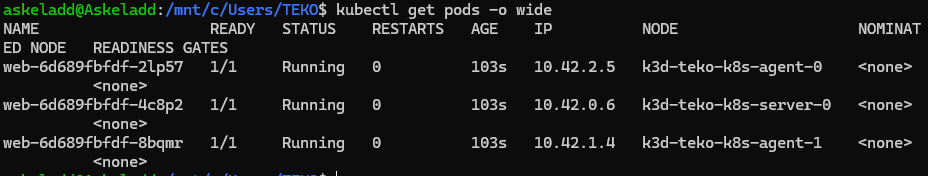 askeladd@Askeladd:/mnt/c/Users/TEKO$ kubectl get pods -o wide
NAME                   READY   STATUS    RESTARTS   AGE    IP          NODE                    NOMINAT
ED NODE   READINESS GATES
web-6d689fbfdf-2lp57   1/1     Running   0          103s   10.42.2.5   k3d-teko-k8s-agent-0    <none>
          <none>
web-6d689fbfdf-4c8p2   1/1     Running   0          103s   10.42.0.6   k3d-teko-k8s-server-0   <none>
          <none>
web-6d689fbfdf-8bqmr   1/1     Running   0          103s   10.42.1.4   k3d-teko-k8s-agent-1    <none>
          <none>
askeladd@Askeladd:/mnt/c/Users/TEKO$